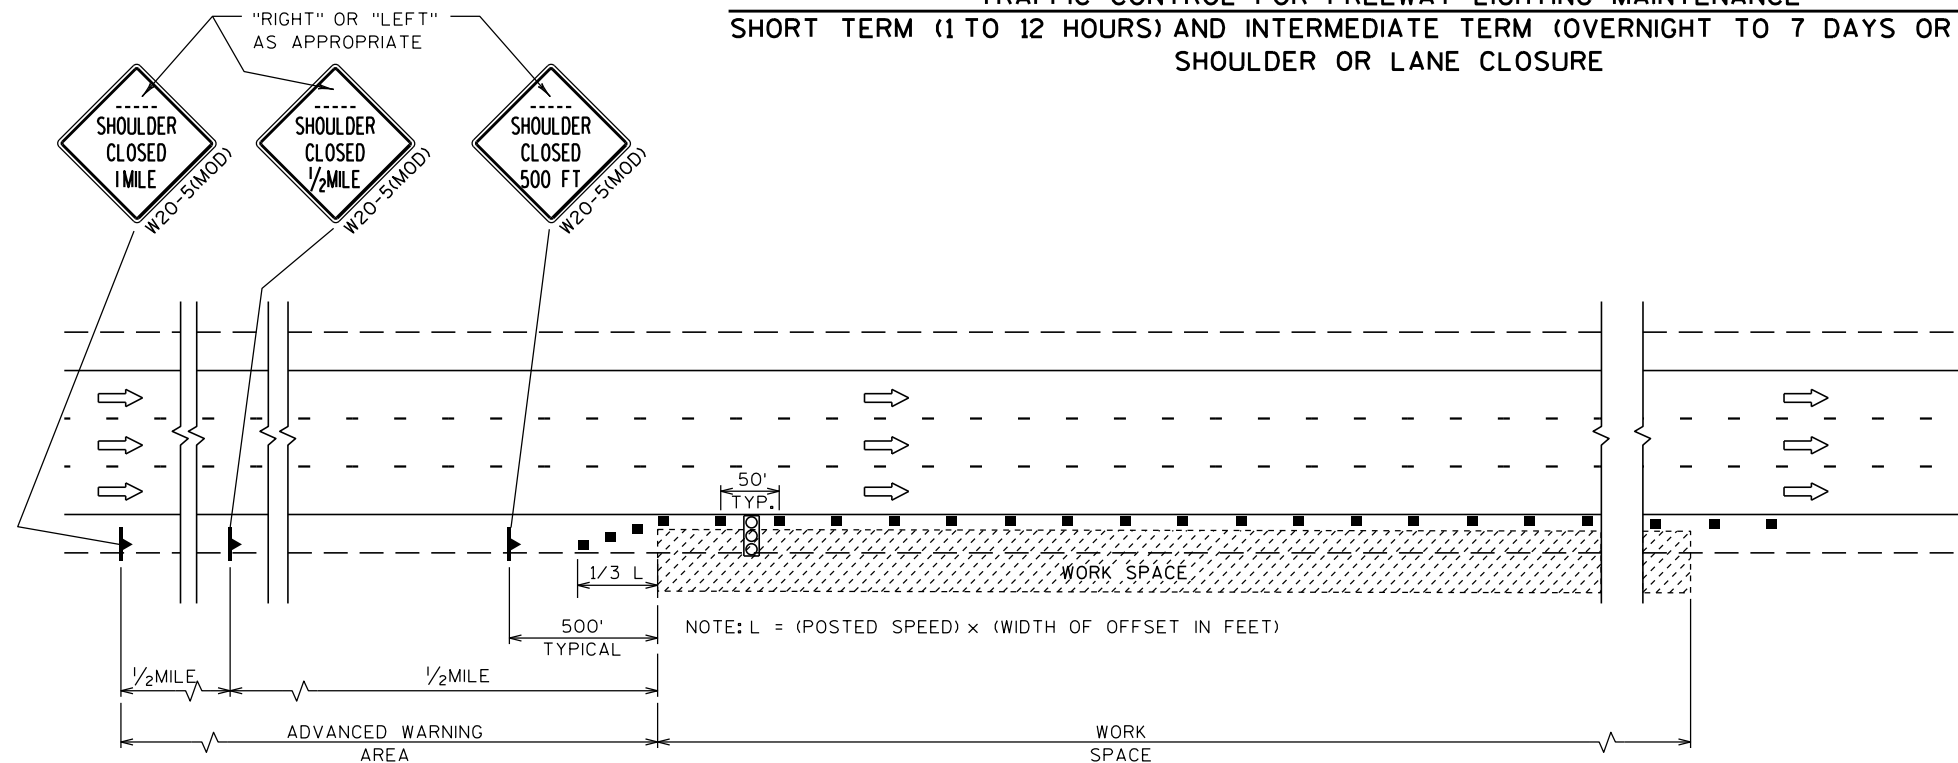 TRAFFIC CONTROL FOR FREEWAY LIGHTING MAINTENANCE
SHORT TERM (1 TO 12 HOURS) AND INTERMEDIATE TERM (OVERNIGHT TO 7 DAYS OR
SHOULDER OR LANE CLOSURE
"RIGHT" OR "LEFT"
AS APPROPRIATE
SHOULDER
CLOSED
1 MILE
W20-5(MOD)
SHOULDER
CLOSED
1/2 MILE
W20-5(MOD)
SHOULDER
CLOSED
500 FT
W20-5(MOD)
50'
TYP.
1/3 L
WORK SPACE
500'
TYPICAL
NOTE: L = (POSTED SPEED) x (WIDTH OF OFFSET IN FEET)
1/2 MILE
1/2 MILE
ADVANCED WARNING
AREA
WORK
SPACE